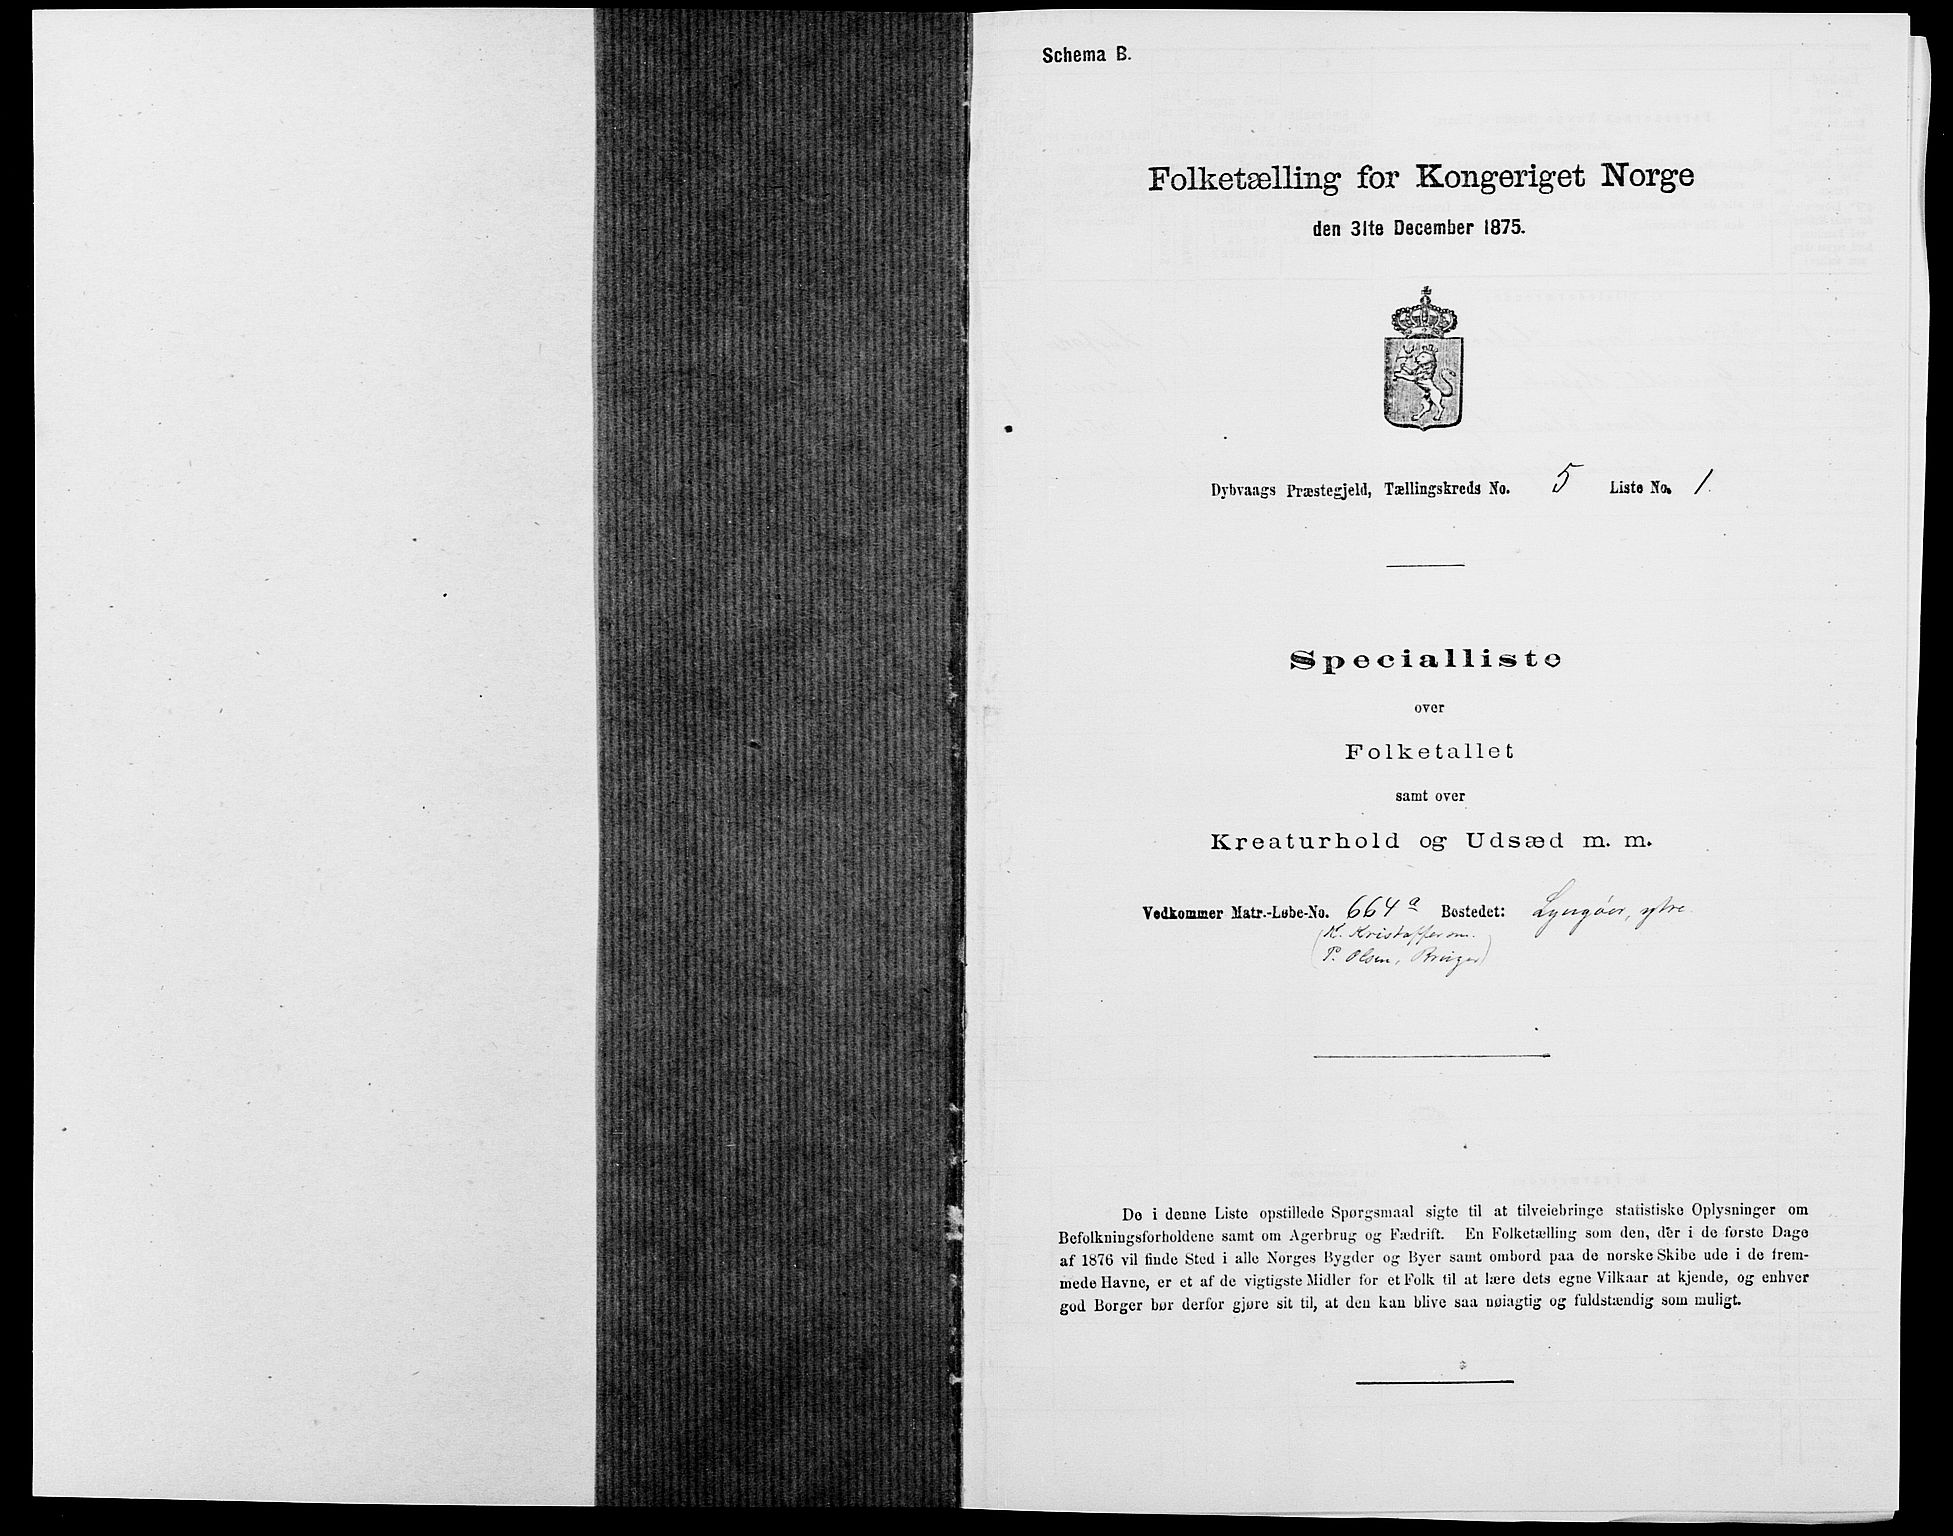 Schema B.
Folketælling for Kongeriget Norge
den 31te December 1875.
Dybvaags Præstegjeld, Tællingskreds No. 5 Liste No. 1.
Specialliste
over
Folketallet
samt over
Kreaturhold og Udsæd m. m.
Vedkommer Matr.-Løbe-No. 664a Bostedet: Lyngøer, ytre.
(K. Kristoffersen.
P. Olsen,
De i denne Liste opstillede Spørgsmaal sigte til at tilveiebringe statistiske Oplysninger om
Befolkningsforholdene samt om Agerbrug og Fædrift. En Folketælling som den, der i de første Dage
af 1876 vil finde Sted i alle Norges Bygder og Byer samt ombord paa de norske Skibe ude i de frem-
mede Havne, er et af de vigtigste Midler for et Folk til at lære dets egne Vilkaar at kjende, og enhver
god Borger bør derfor gjøre sit til, at den kan blive saa nøiagtig og fuldstændig som muligt.